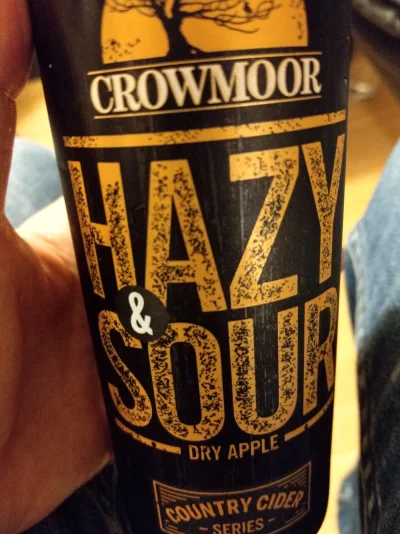 CROWMOOR
HAZY
&
SOUR
DRY APPLE
COUNTRY CIDER
- SERIES -